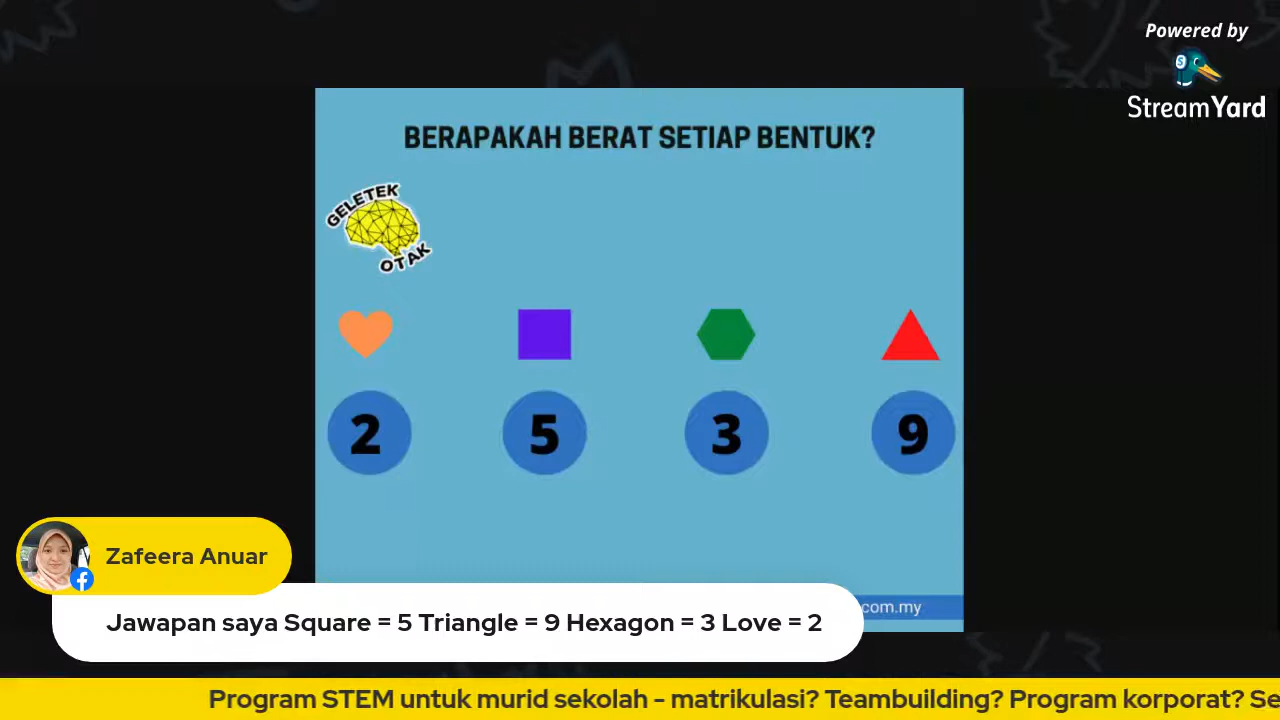 Powered by
StreamYard
BERAPAKAH BERAT SETIAP BENTUK?
GELETEK
OTAK
2 5 3 9
Zafeera Anuar
com.my
Jawapan saya Square = 5 Triangle = 9 Hexagon = 3 Love = 2
Program STEM untuk murid sekolah - matrikulasi? Teambuilding? Program korporat? Se